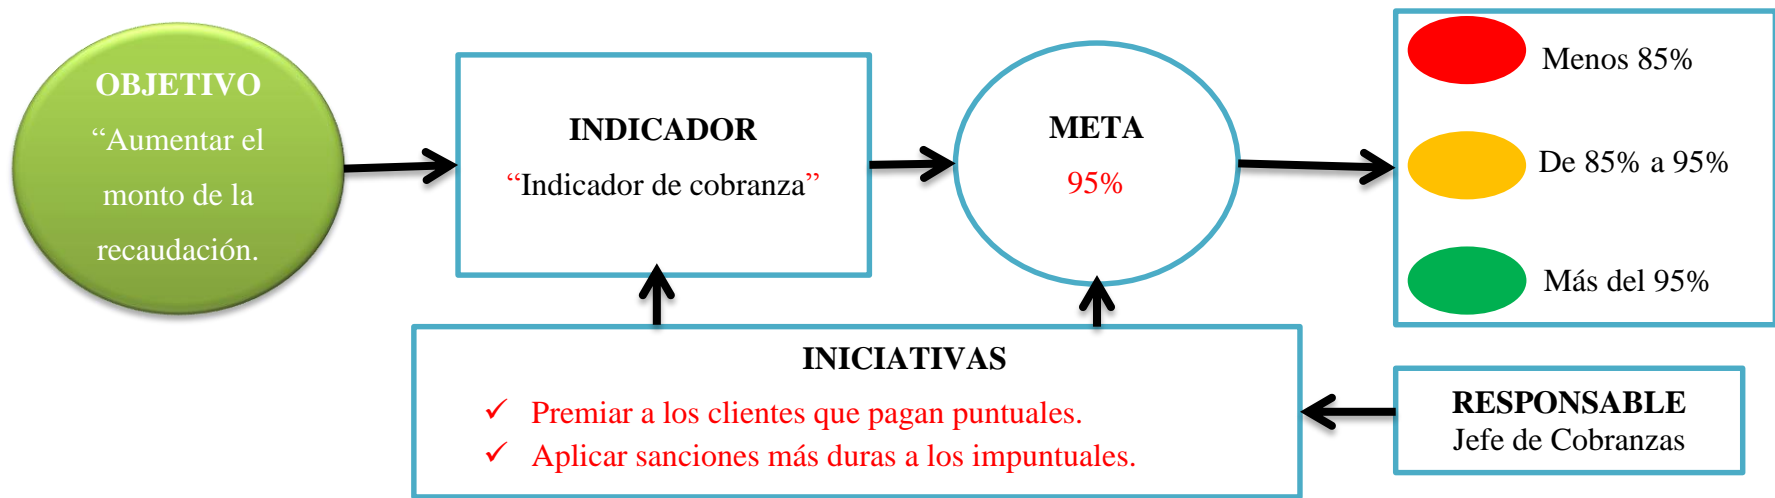 OBJETIVO
“Aumentar el
monto de la
recaudación.
INDICADOR
“Indicador de cobranza”
META
95%
Menos 85%
De 85% a 95%
Más del 95%
INICIATIVAS
✓ Premiar a los clientes que pagan puntuales.
✓ Aplicar sanciones más duras a los impuntuales.
RESPONSABLE
Jefe de Cobranzas